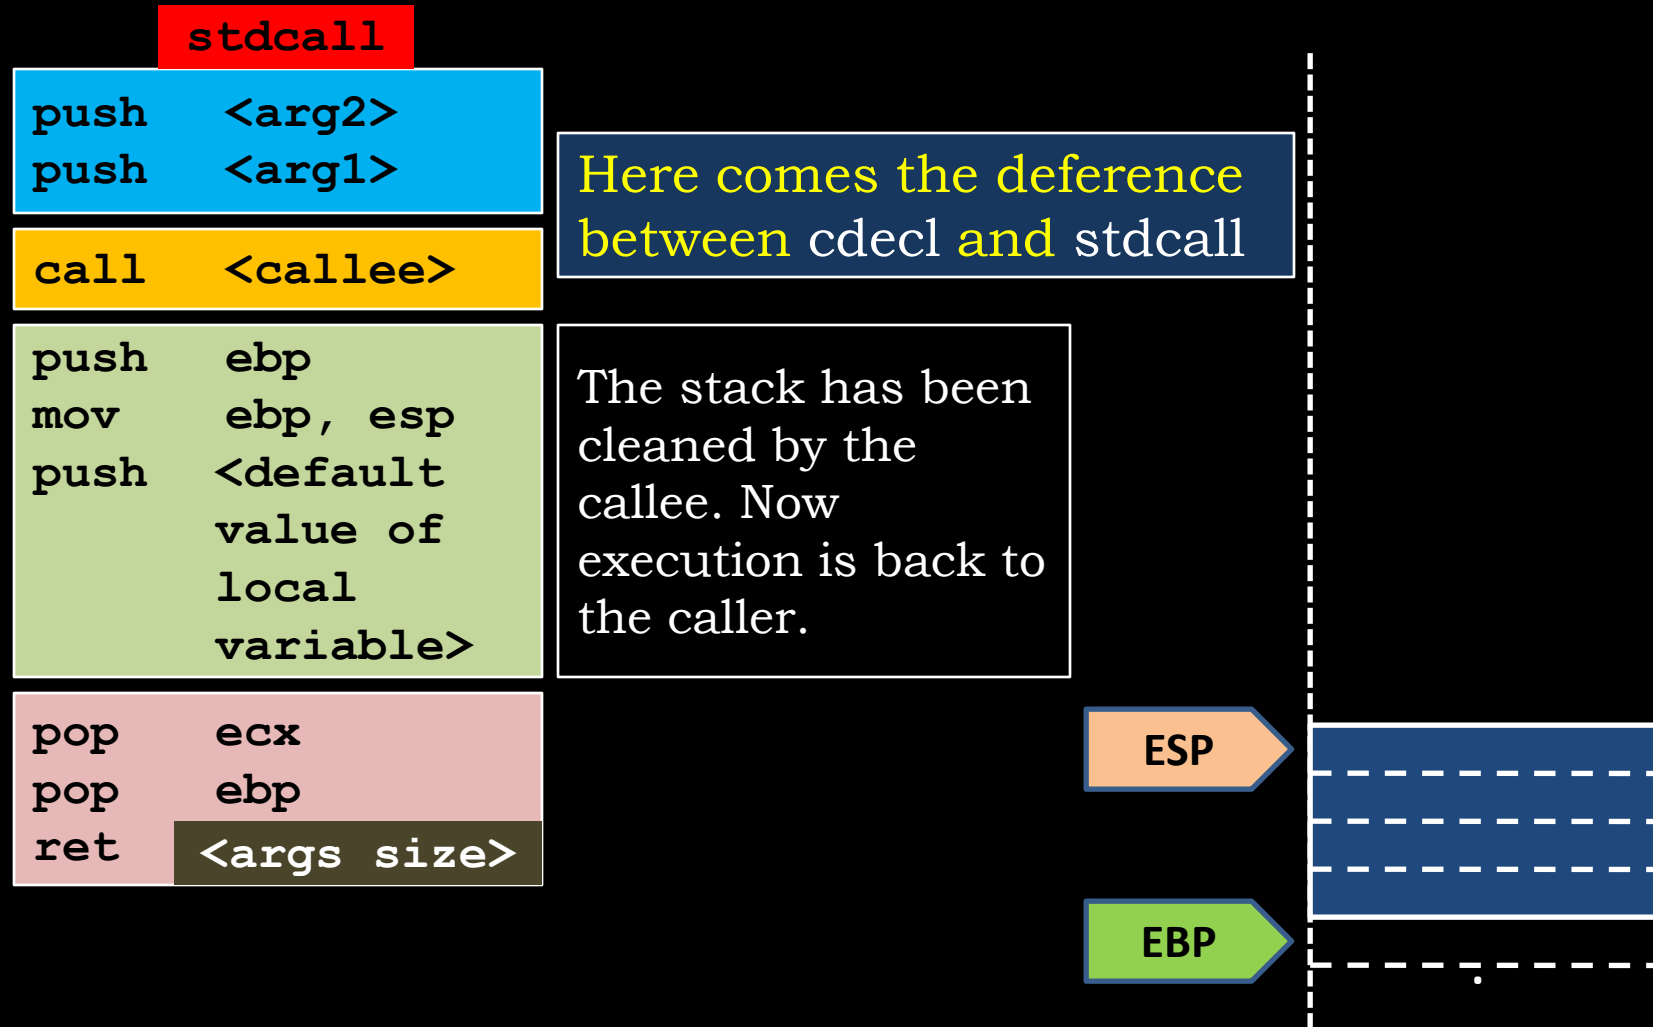 stdcall
push <arg2>
push <arg1>
call <callee>
push ebp
mov ebp, esp
push <default
value of
local
variable>
pop ecx
pop ebp
ret <args size>
Here comes the deference
between cdecl and stdcall
The stack has been
cleaned by the
callee. Now
execution is back to
the caller.
ESP
EBP
.